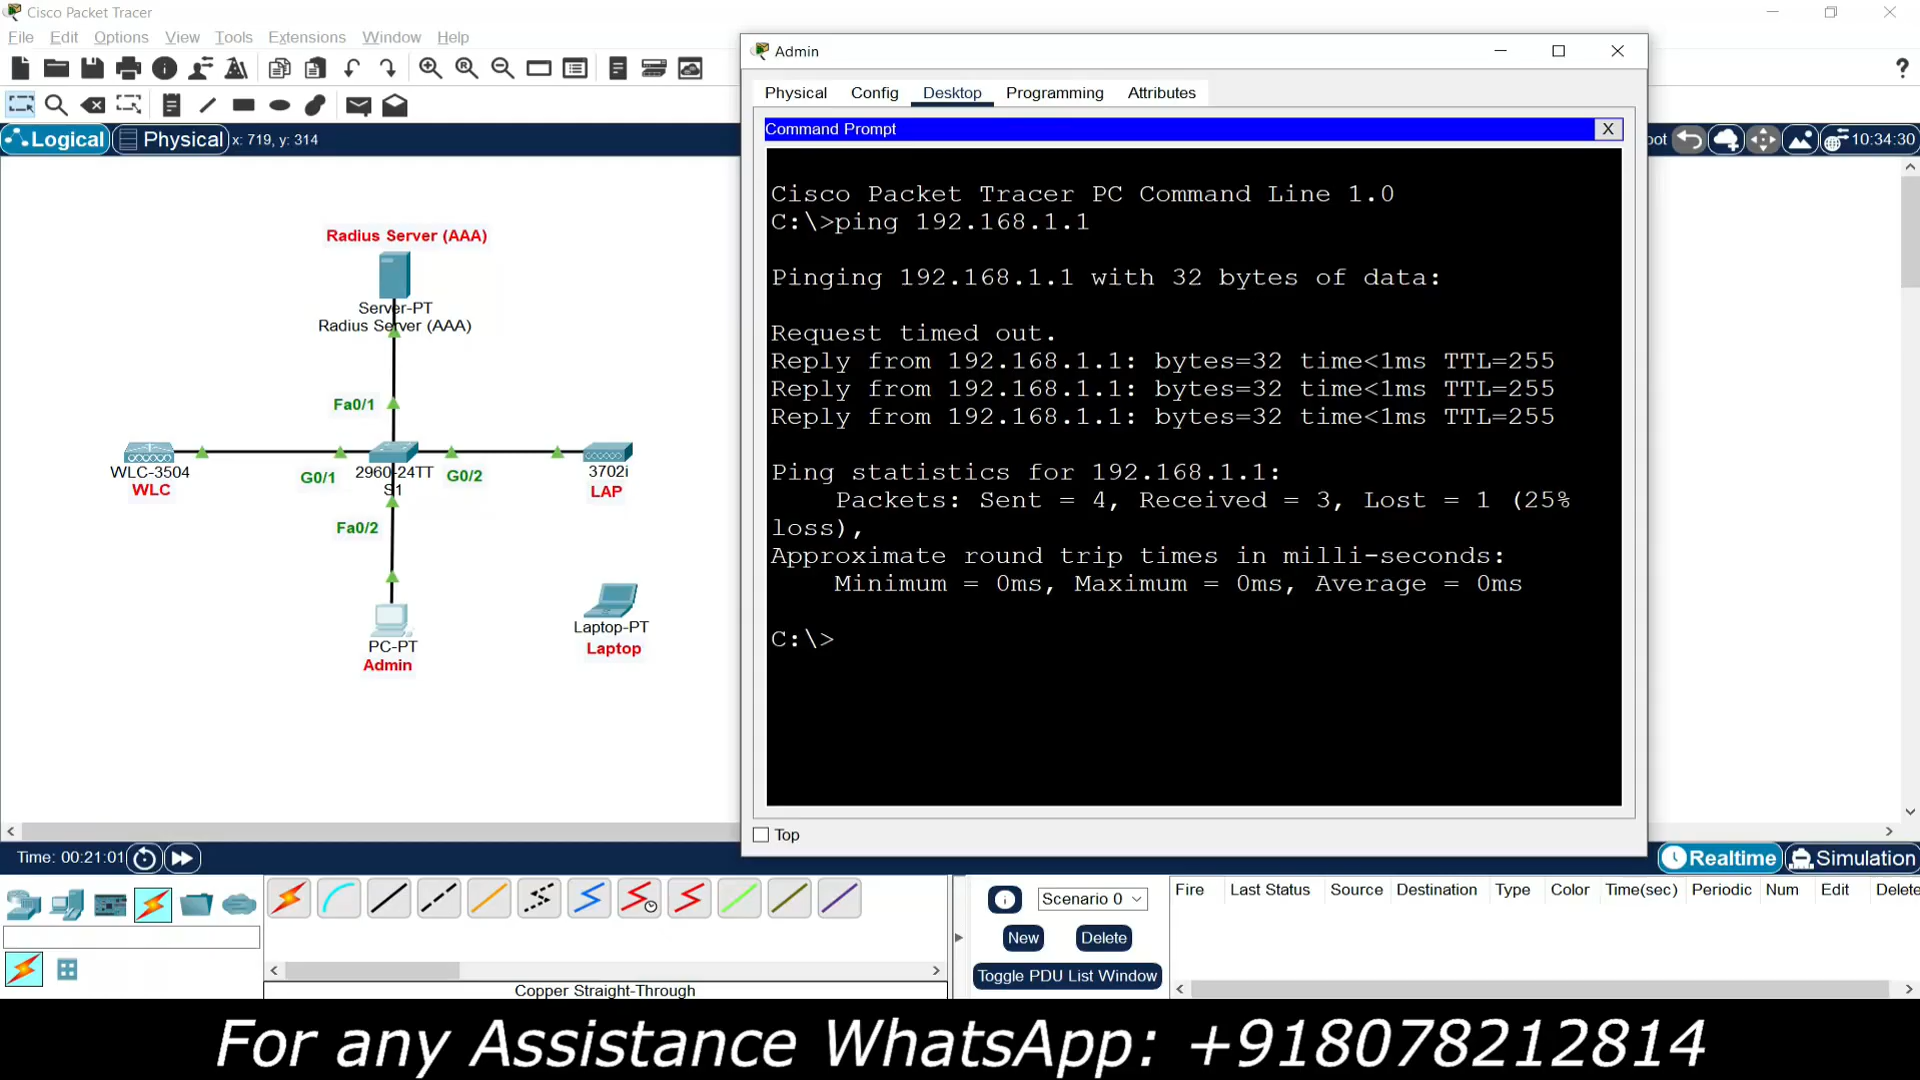 Cisco Packet Tracer
File Edit Options View Tools Extensions Window Help
Logical Physical x: 719, y: 314
Radius Server (AAA)
Server-PT
Radius Server (AAA)
Fa0/1
WLC-3504
WLC
G0/1
2960-24TT
S1
G0/2
3702i
LAP
Fa0/2
PC-PT
Admin
Laptop-PT
Laptop
Admin
Physical Config Desktop Programming Attributes
Command Prompt X
Cisco Packet Tracer PC Command Line 1.0
C:\>ping 192.168.1.1
Pinging 192.168.1.1 with 32 bytes of data:
Request timed out.
Reply from 192.168.1.1: bytes=32 time<1ms TTL=255
Reply from 192.168.1.1: bytes=32 time<1ms TTL=255
Reply from 192.168.1.1: bytes=32 time<1ms TTL=255
Ping statistics for 192.168.1.1:
Packets: Sent = 4, Received = 3, Lost = 1 (25%
loss),
Approximate round trip times in milli-seconds:
Minimum = 0ms, Maximum = 0ms, Average = 0ms
C:\>
Top
?
oot 10:34:30
Time: 00:21:01
Realtime Simulation
Copper Straight-Through
Scenario 0
New Delete
Toggle PDU List Window
Fire Last Status Source Destination Type Color Time(sec) Periodic Num Edit Delete
For any Assistance WhatsApp: +918078212814